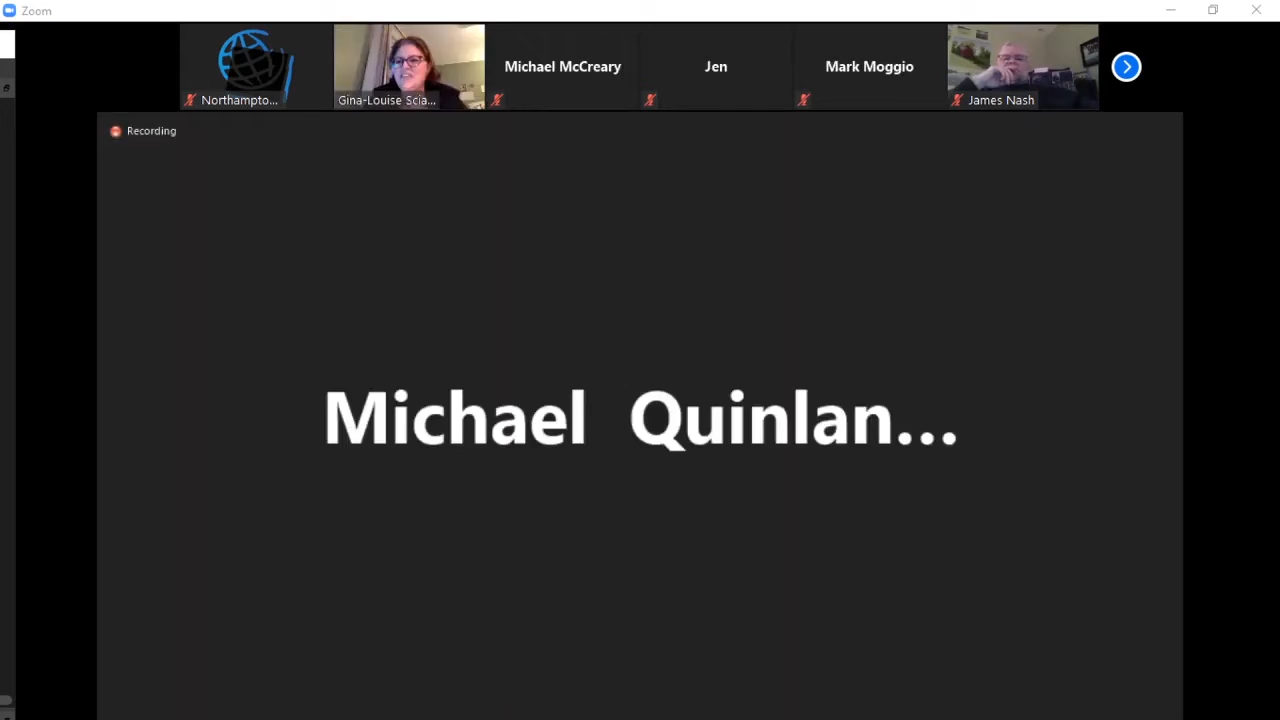 Zoom
Northampto...
Gina-Louise Scia...
Michael McCreary
Jen
Mark Moggio
James Nash
Recording
Michael Quinlan...